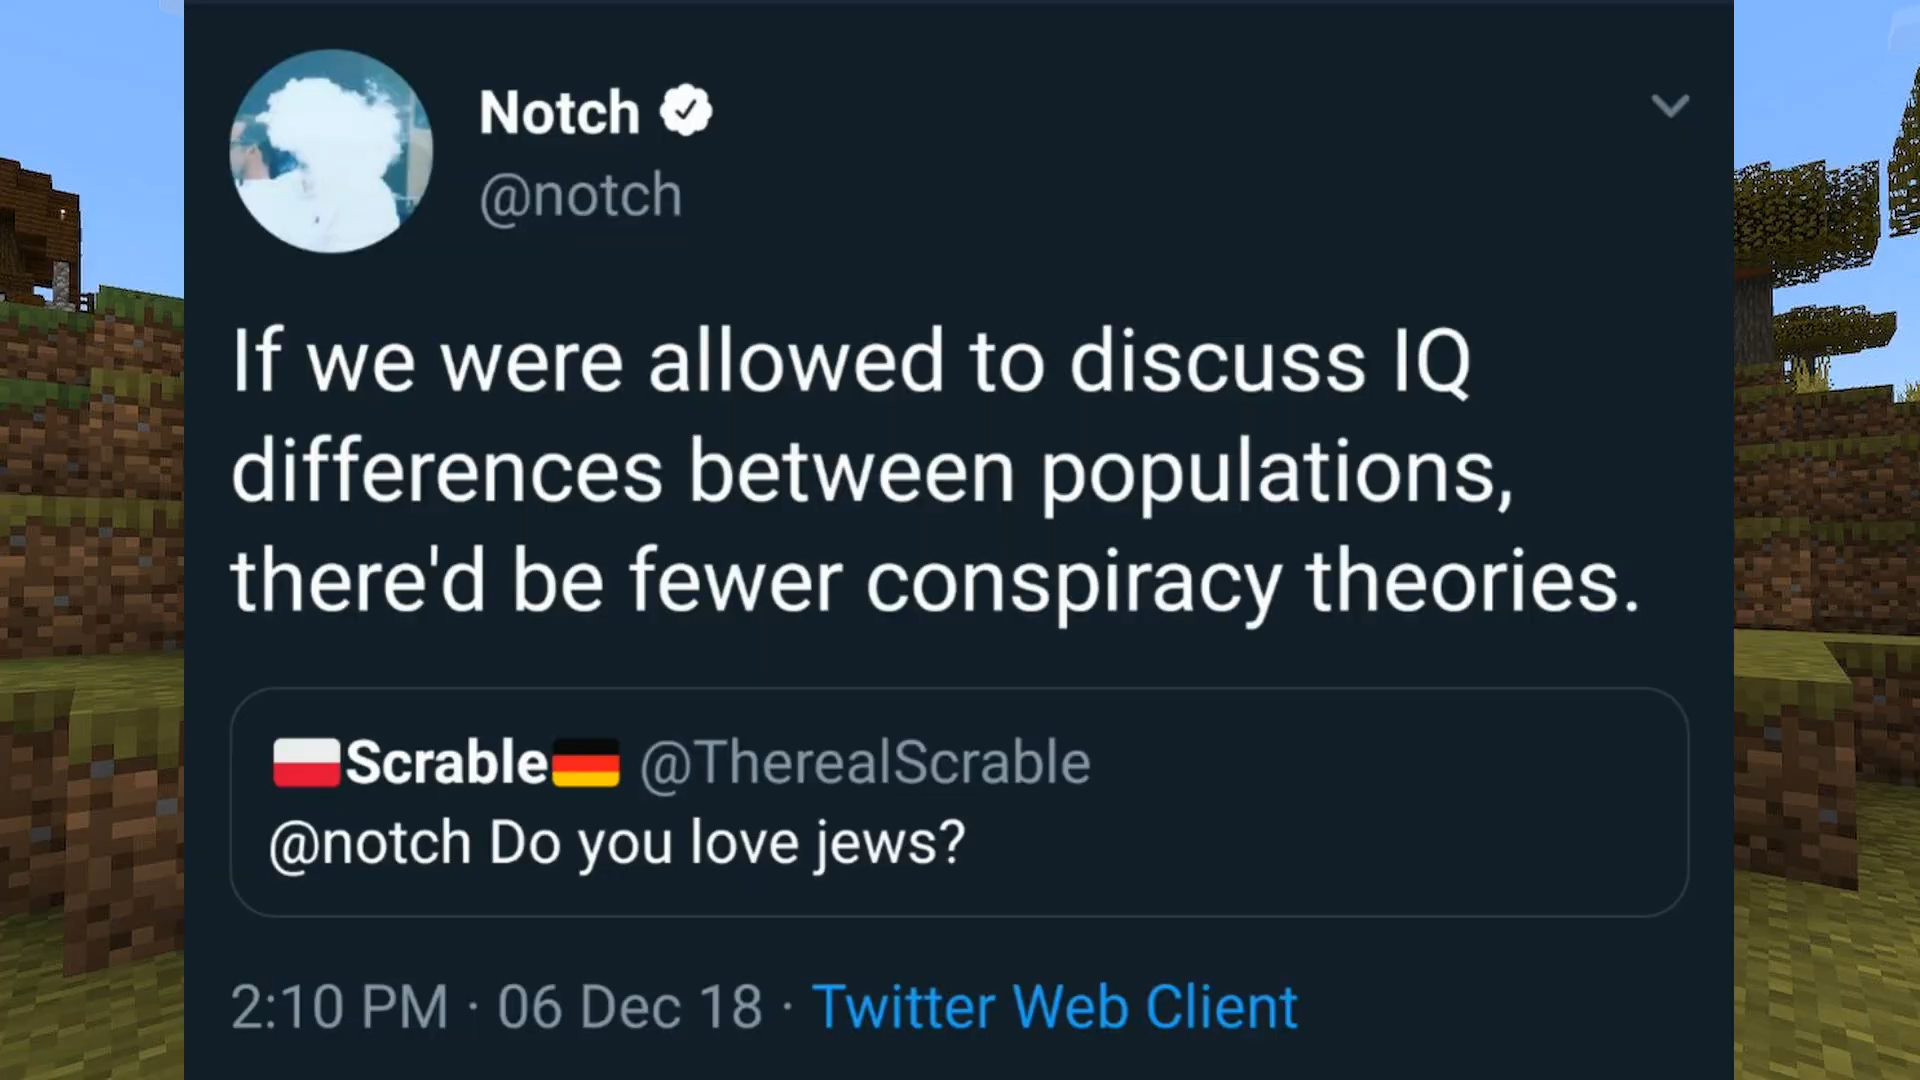 Notch
@notch
If we were allowed to discuss IQ
differences between populations,
there'd be fewer conspiracy theories.
🇵🇱Scrable🇩🇪 @TherealScrable
@notch Do you love jews?
2:10 PM · 06 Dec 18 · Twitter Web Client